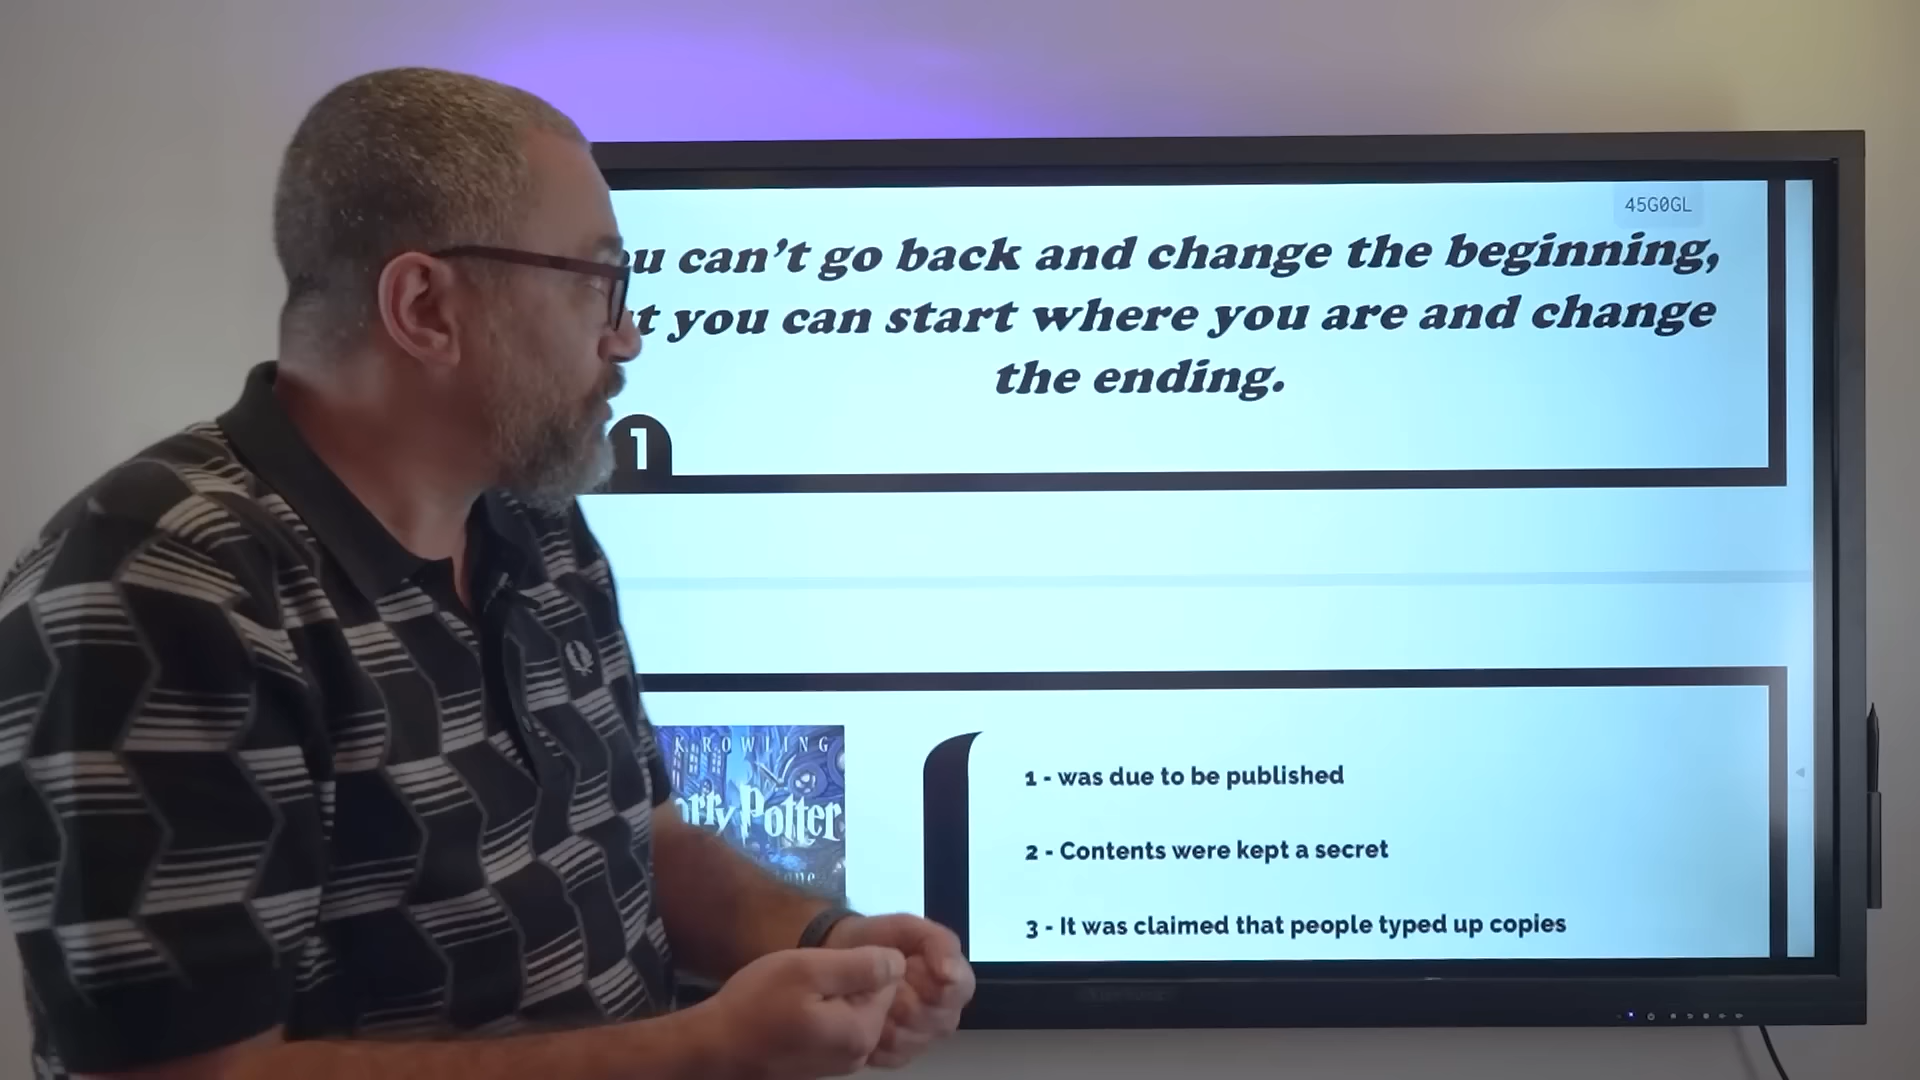 45G0GL
can't go back and change the beginning,
you can start where you are and change
the ending.
1
K. ROWLING
Potter
1 - was due to be published
2 - Contents were kept a secret
3 - It was claimed that people typed up copies